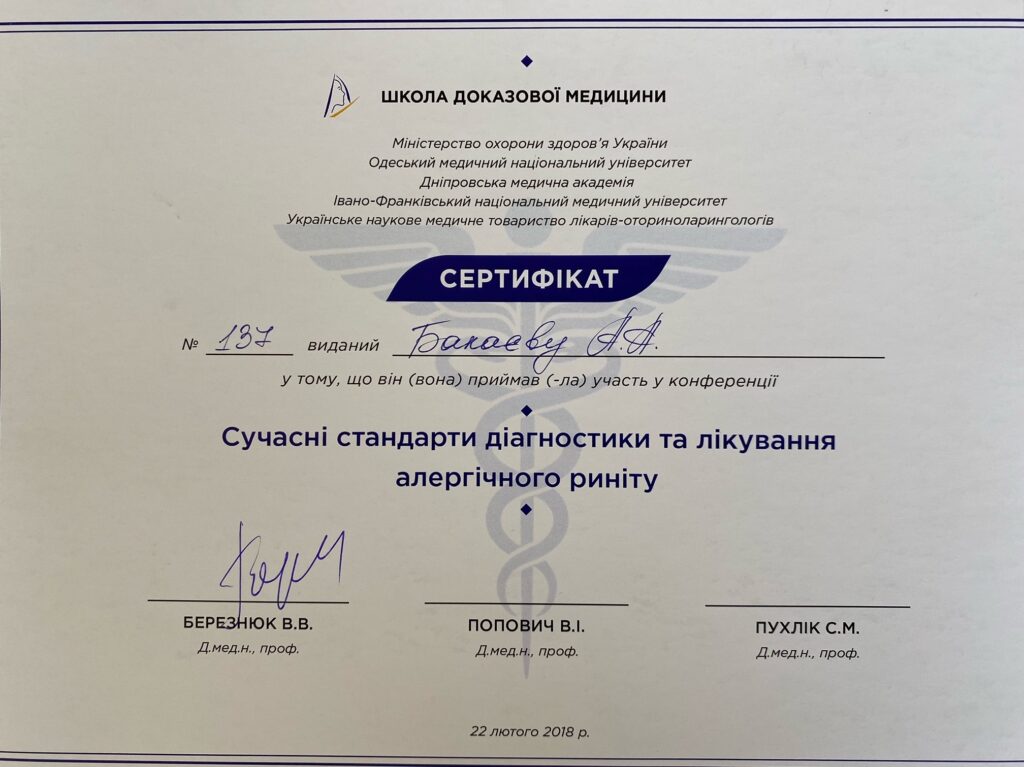 ШКОЛА ДОКАЗОВОЇ МЕДИЦИНИ
Міністерство охорони здоров'я України
Одеський медичний національний університет
Дніпровська медична академія
Івано-Франківський національний медичний університет
Українське наукове медичне товариство лікарів-оториноларингологів
СЕРТИФІКАТ
№ 137 виданий Бакаєву А.А.
у тому, що він (вона) приймав (-ла) участь у конференції
Сучасні стандарти діагностики та лікування
алергічного риніту
БЕРЕЗНЮК В.В. ПОПОВИЧ В.І. ПУХЛІК С.М.
Д.мед.н., проф. Д.мед.н., проф. Д.мед.н., проф.
22 лютого 2018 р.